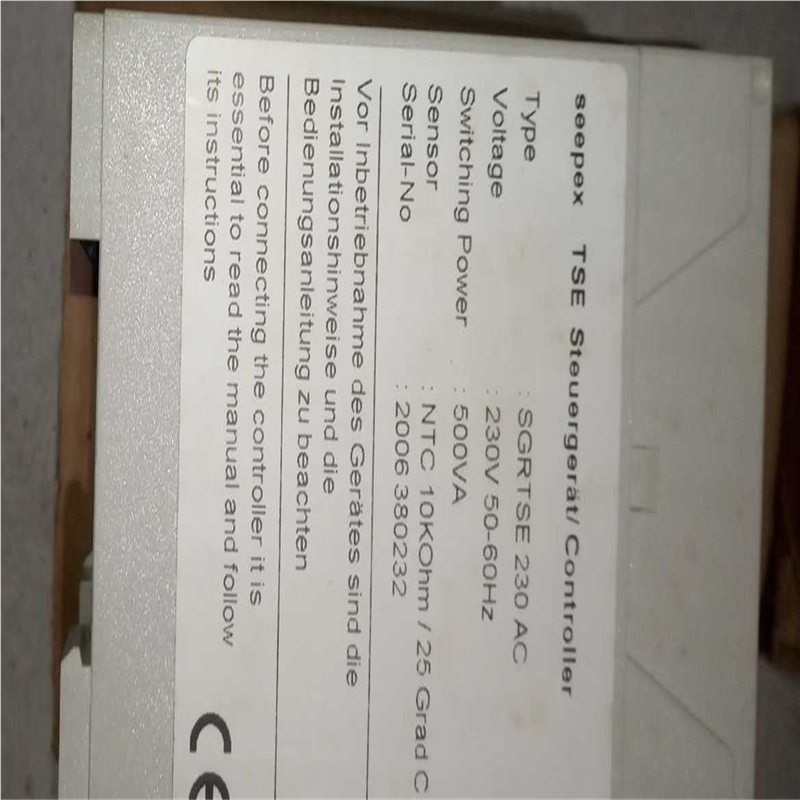 seepex TSE Steuergerät/ Controller
Type : SGRTSE 230 AC
Voltage : 230V 50-60Hz
Switching Power : 500VA
Sensor : NTC 10KOhm / 25 Grad C
Serial-No : 2006 380232
Vor Inbetriebnahme des Gerätes sind die
Installationshinweise und die
Bedienungsanleitung zu beachten
Before connecting the controller it is
essential to read the manual and follow
its instructions
CE